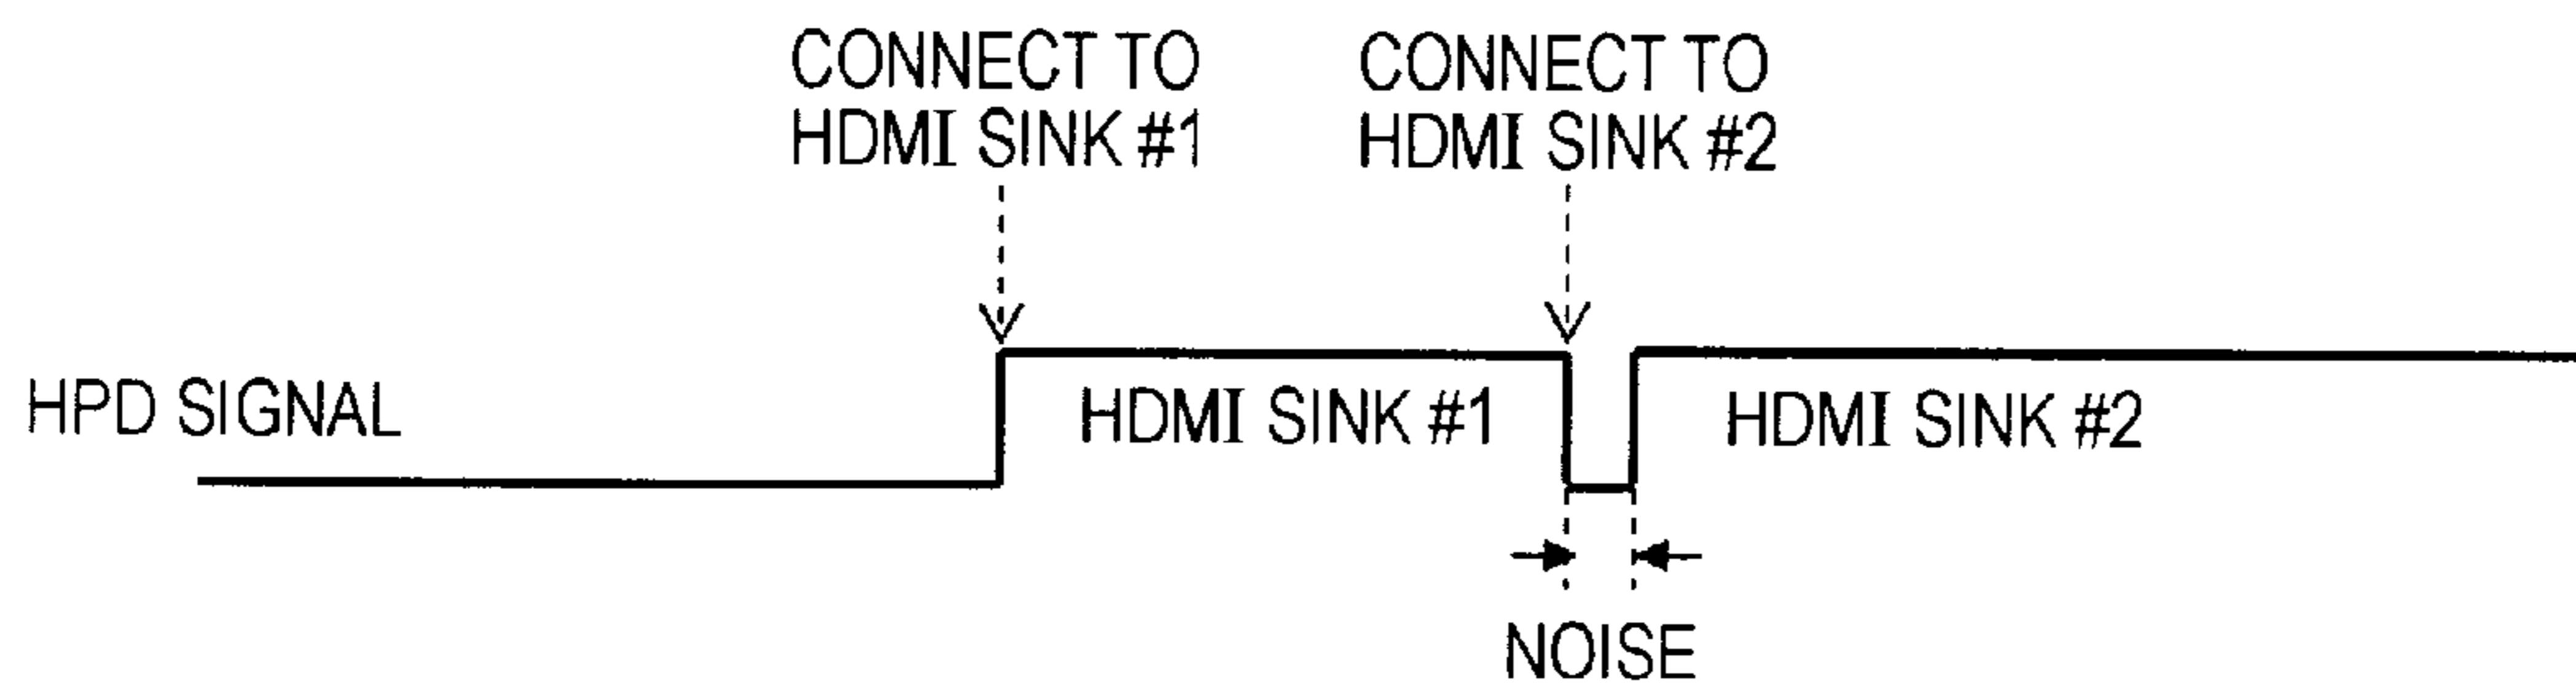 CONNECT TO
HDMI SINK #1
CONNECT TO
HDMI SINK #2
HPD SIGNAL
HDMI SINK #1
HDMI SINK #2
NOISE